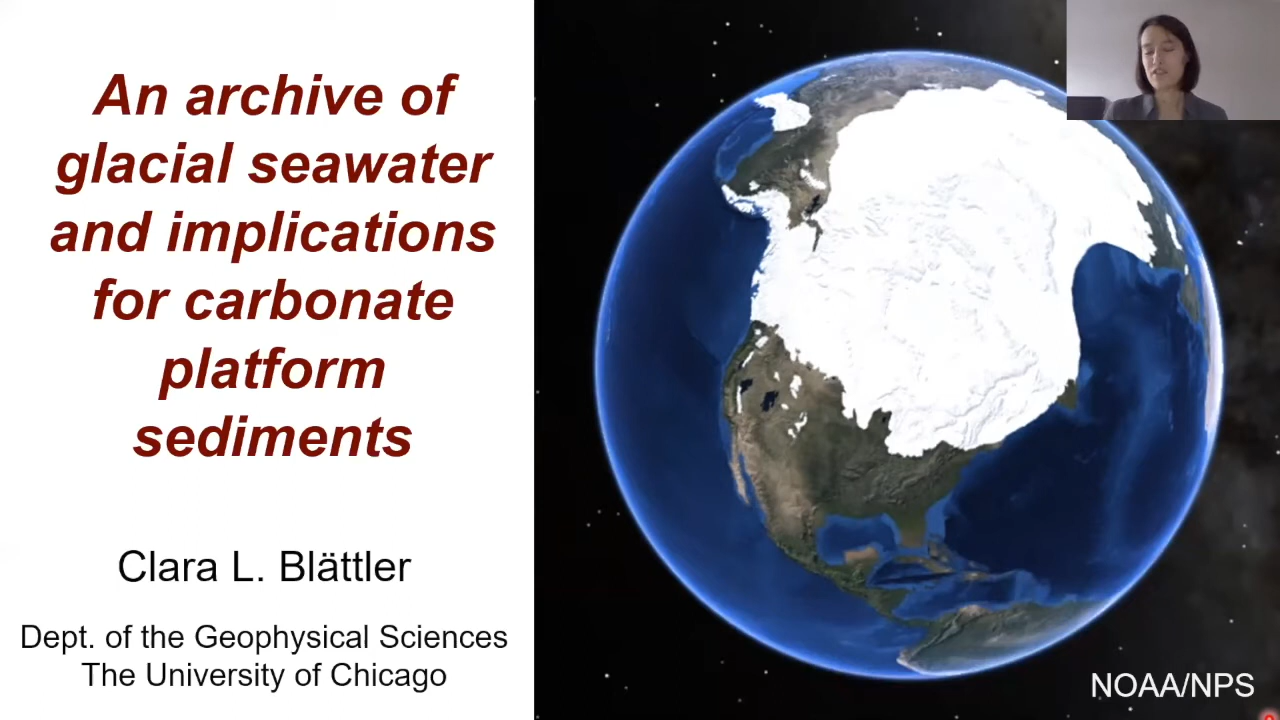 An archive of
glacial seawater
and implications
for carbonate
platform
sediments
Clara L. Blättler
Dept. of the Geophysical Sciences
The University of Chicago
NOAA/NPS